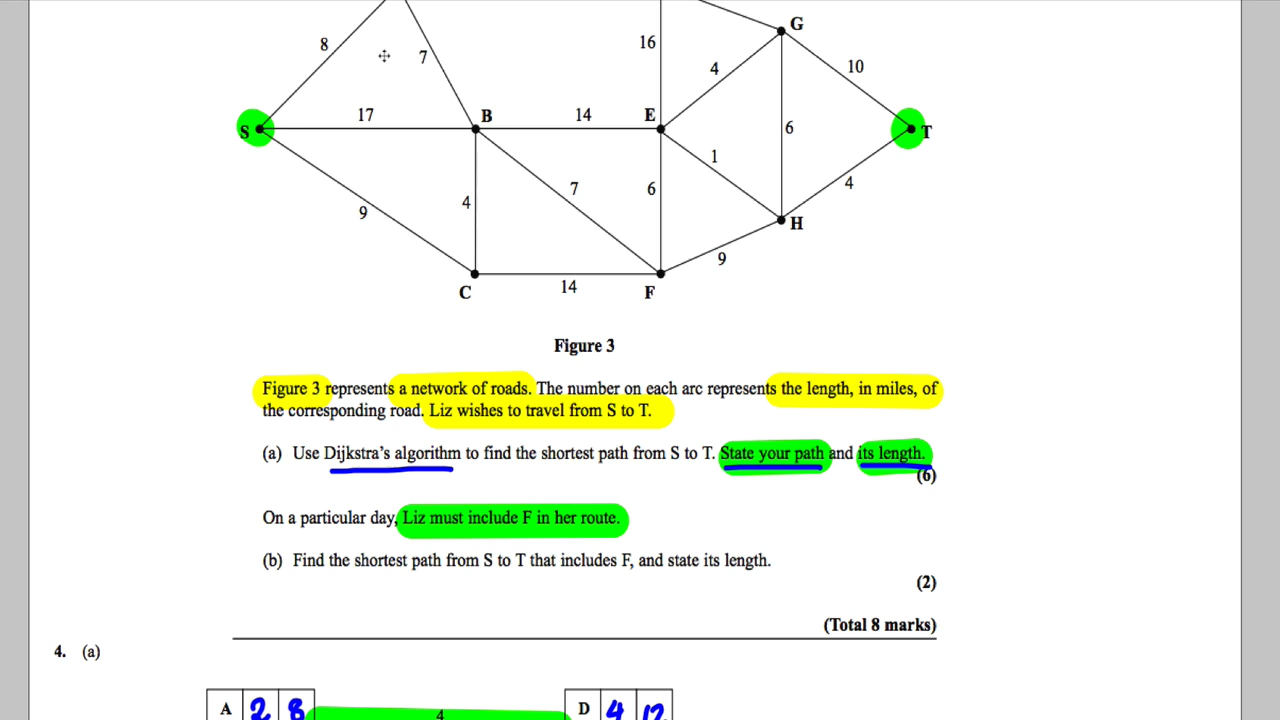 G
16
8
7
4
10
17
B
14
E
S
6
T
1
4
7
6
4
9
H
9
C
14
F
Figure 3
Figure 3 represents a network of roads. The number on each arc represents the length, in miles, of
the corresponding road. Liz wishes to travel from S to T.
(a) Use Dijkstra's algorithm to find the shortest path from S to T. State your path and its length.
(6)
On a particular day, Liz must include F in her route.
(b) Find the shortest path from S to T that includes F, and state its length.
(2)
(Total 8 marks)
4. (a)
A 2 8
4
D 4 12